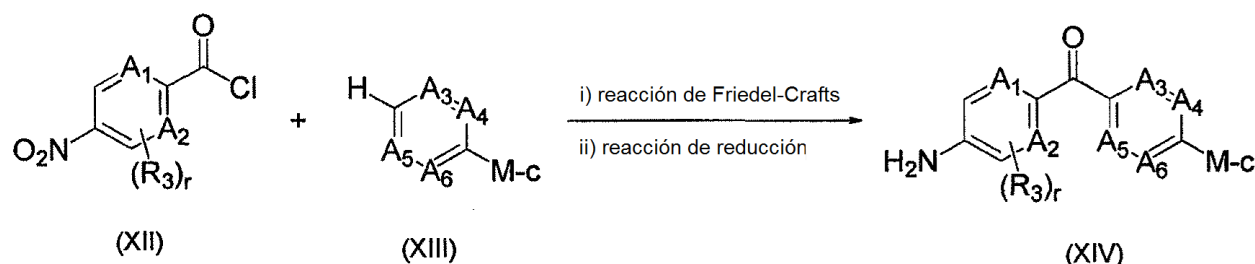 O
A₁
Cl
A₂
O₂N
(R₃)ᵣ
(XII)
+
H
A₃
A₄
A₅
A₆
M-c
(XIII)
i) reacción de Friedel-Crafts
ii) reacción de reducción
O
A₁
A₃
A₄
A₂
A₅
A₆
H₂N
(R₃)ᵣ
M-c
(XIV)